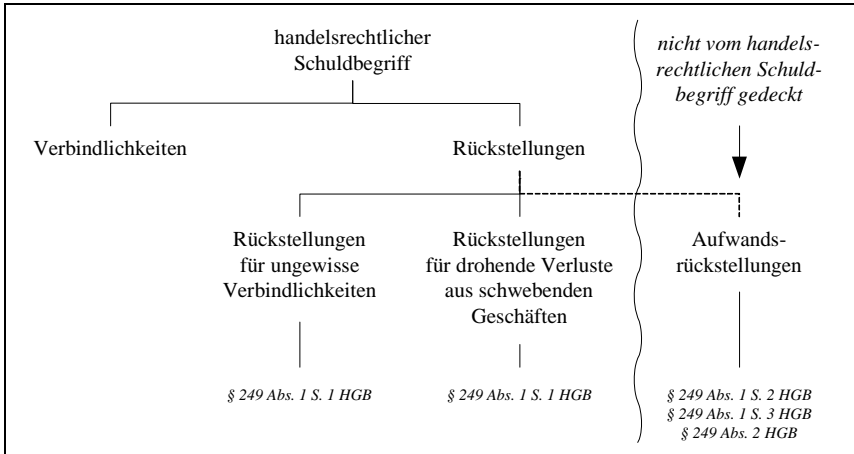 handelsrechtlicher
Schuldbegriff
nicht vom handels-
rechtlichen Schuld-
begriff gedeckt
Verbindlichkeiten
Rückstellungen
Rückstellungen
für ungewisse
Verbindlichkeiten
Rückstellungen
für drohende Verluste
aus schwebenden
Geschäften
Aufwands-
rückstellungen
§ 249 Abs. 1 S. 1 HGB
§ 249 Abs. 1 S. 1 HGB
§ 249 Abs. 1 S. 2 HGB
§ 249 Abs. 1 S. 3 HGB
§ 249 Abs. 2 HGB